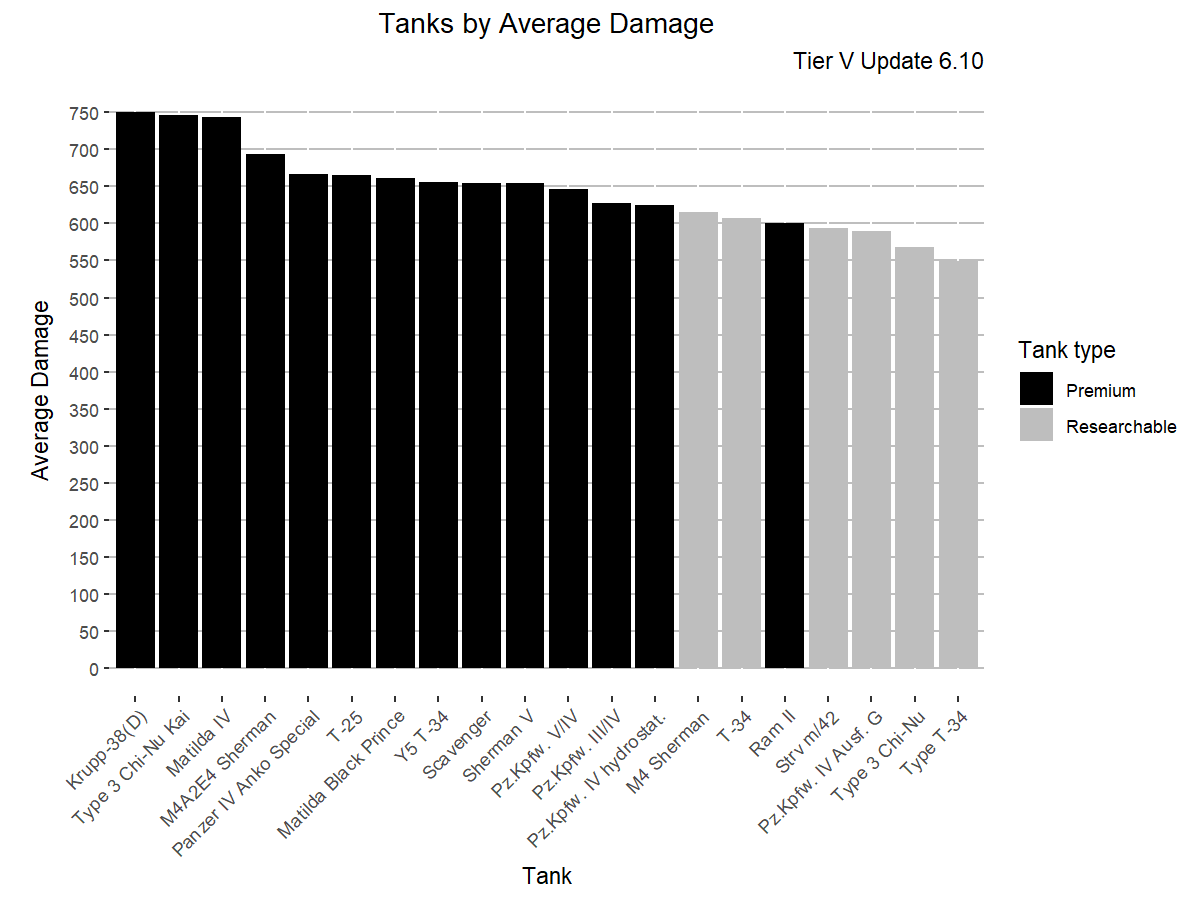 Tanks by Average Damage
Tier V Update 6.10
Average Damage
750
700
650
600
550
500
450
400
350
300
250
200
150
100
50
0
Krupp-38(D)
Type 3 Chi-Nu Kai
Matilda IV
M4A2E4 Sherman
Panzer IV Anko Special
T-25
Matilda Black Prince
Y5 T-34
Scavenger
Sherman V
Pz.Kpfw. V/IV
Pz.Kpfw. III/IV
Pz.Kpfw. IV hydrostat.
M4 Sherman
T-34
Ram II
Strv m/42
Pz.Kpfw. IV Ausf. G
Type 3 Chi-Nu
Type T-34
Tank
Tank type
Premium
Researchable